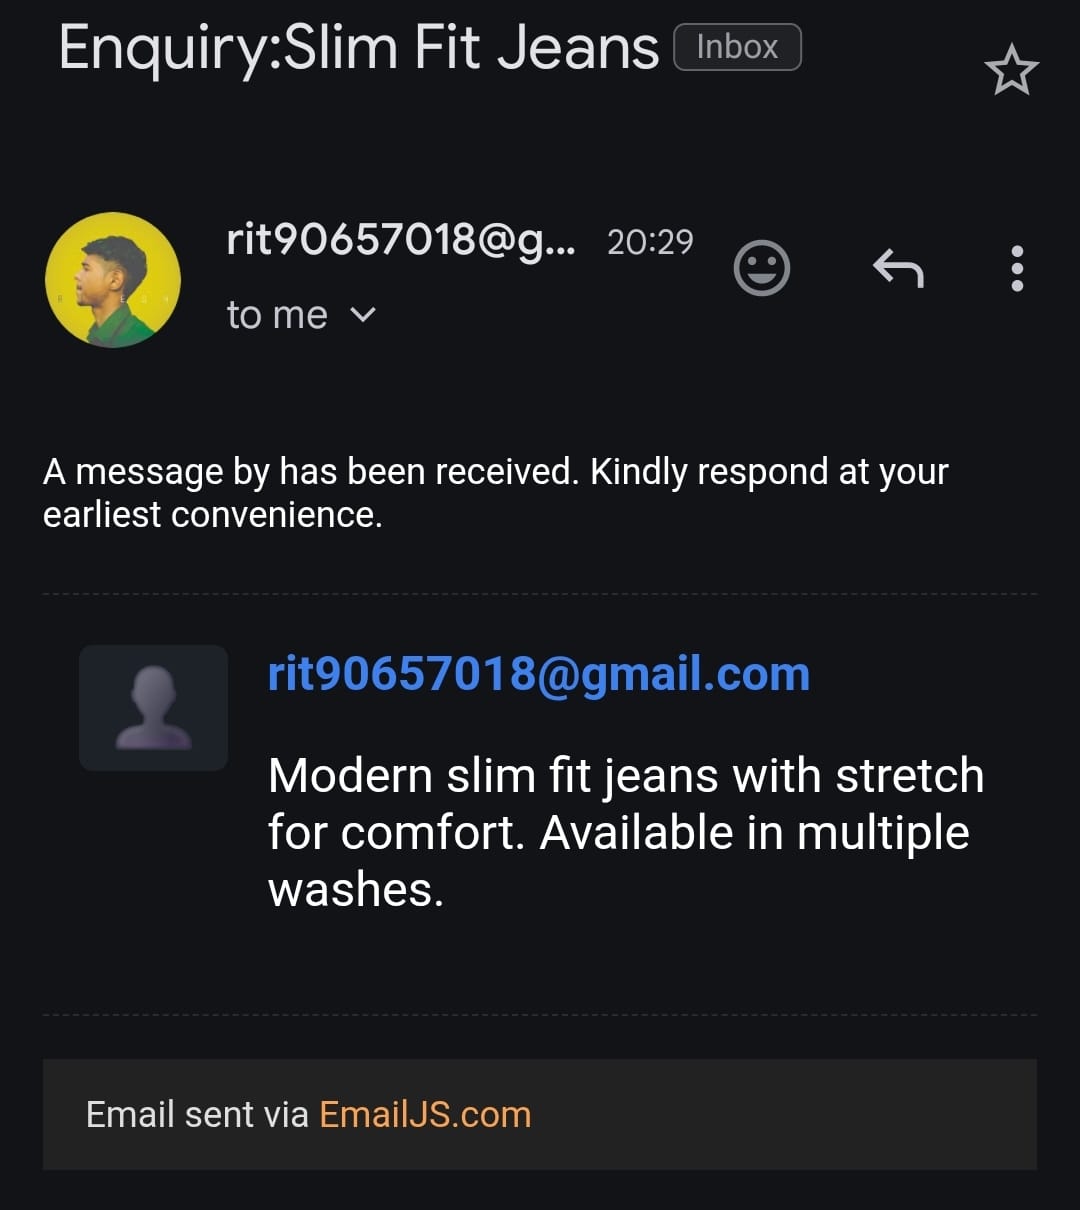 Enquiry:Slim Fit Jeans Inbox
rit90657018@g... 20:29
to me
A message by has been received. Kindly respond at your
earliest convenience.
rit90657018@gmail.com
Modern slim fit jeans with stretch
for comfort. Available in multiple
washes.
Email sent via EmailJS.com